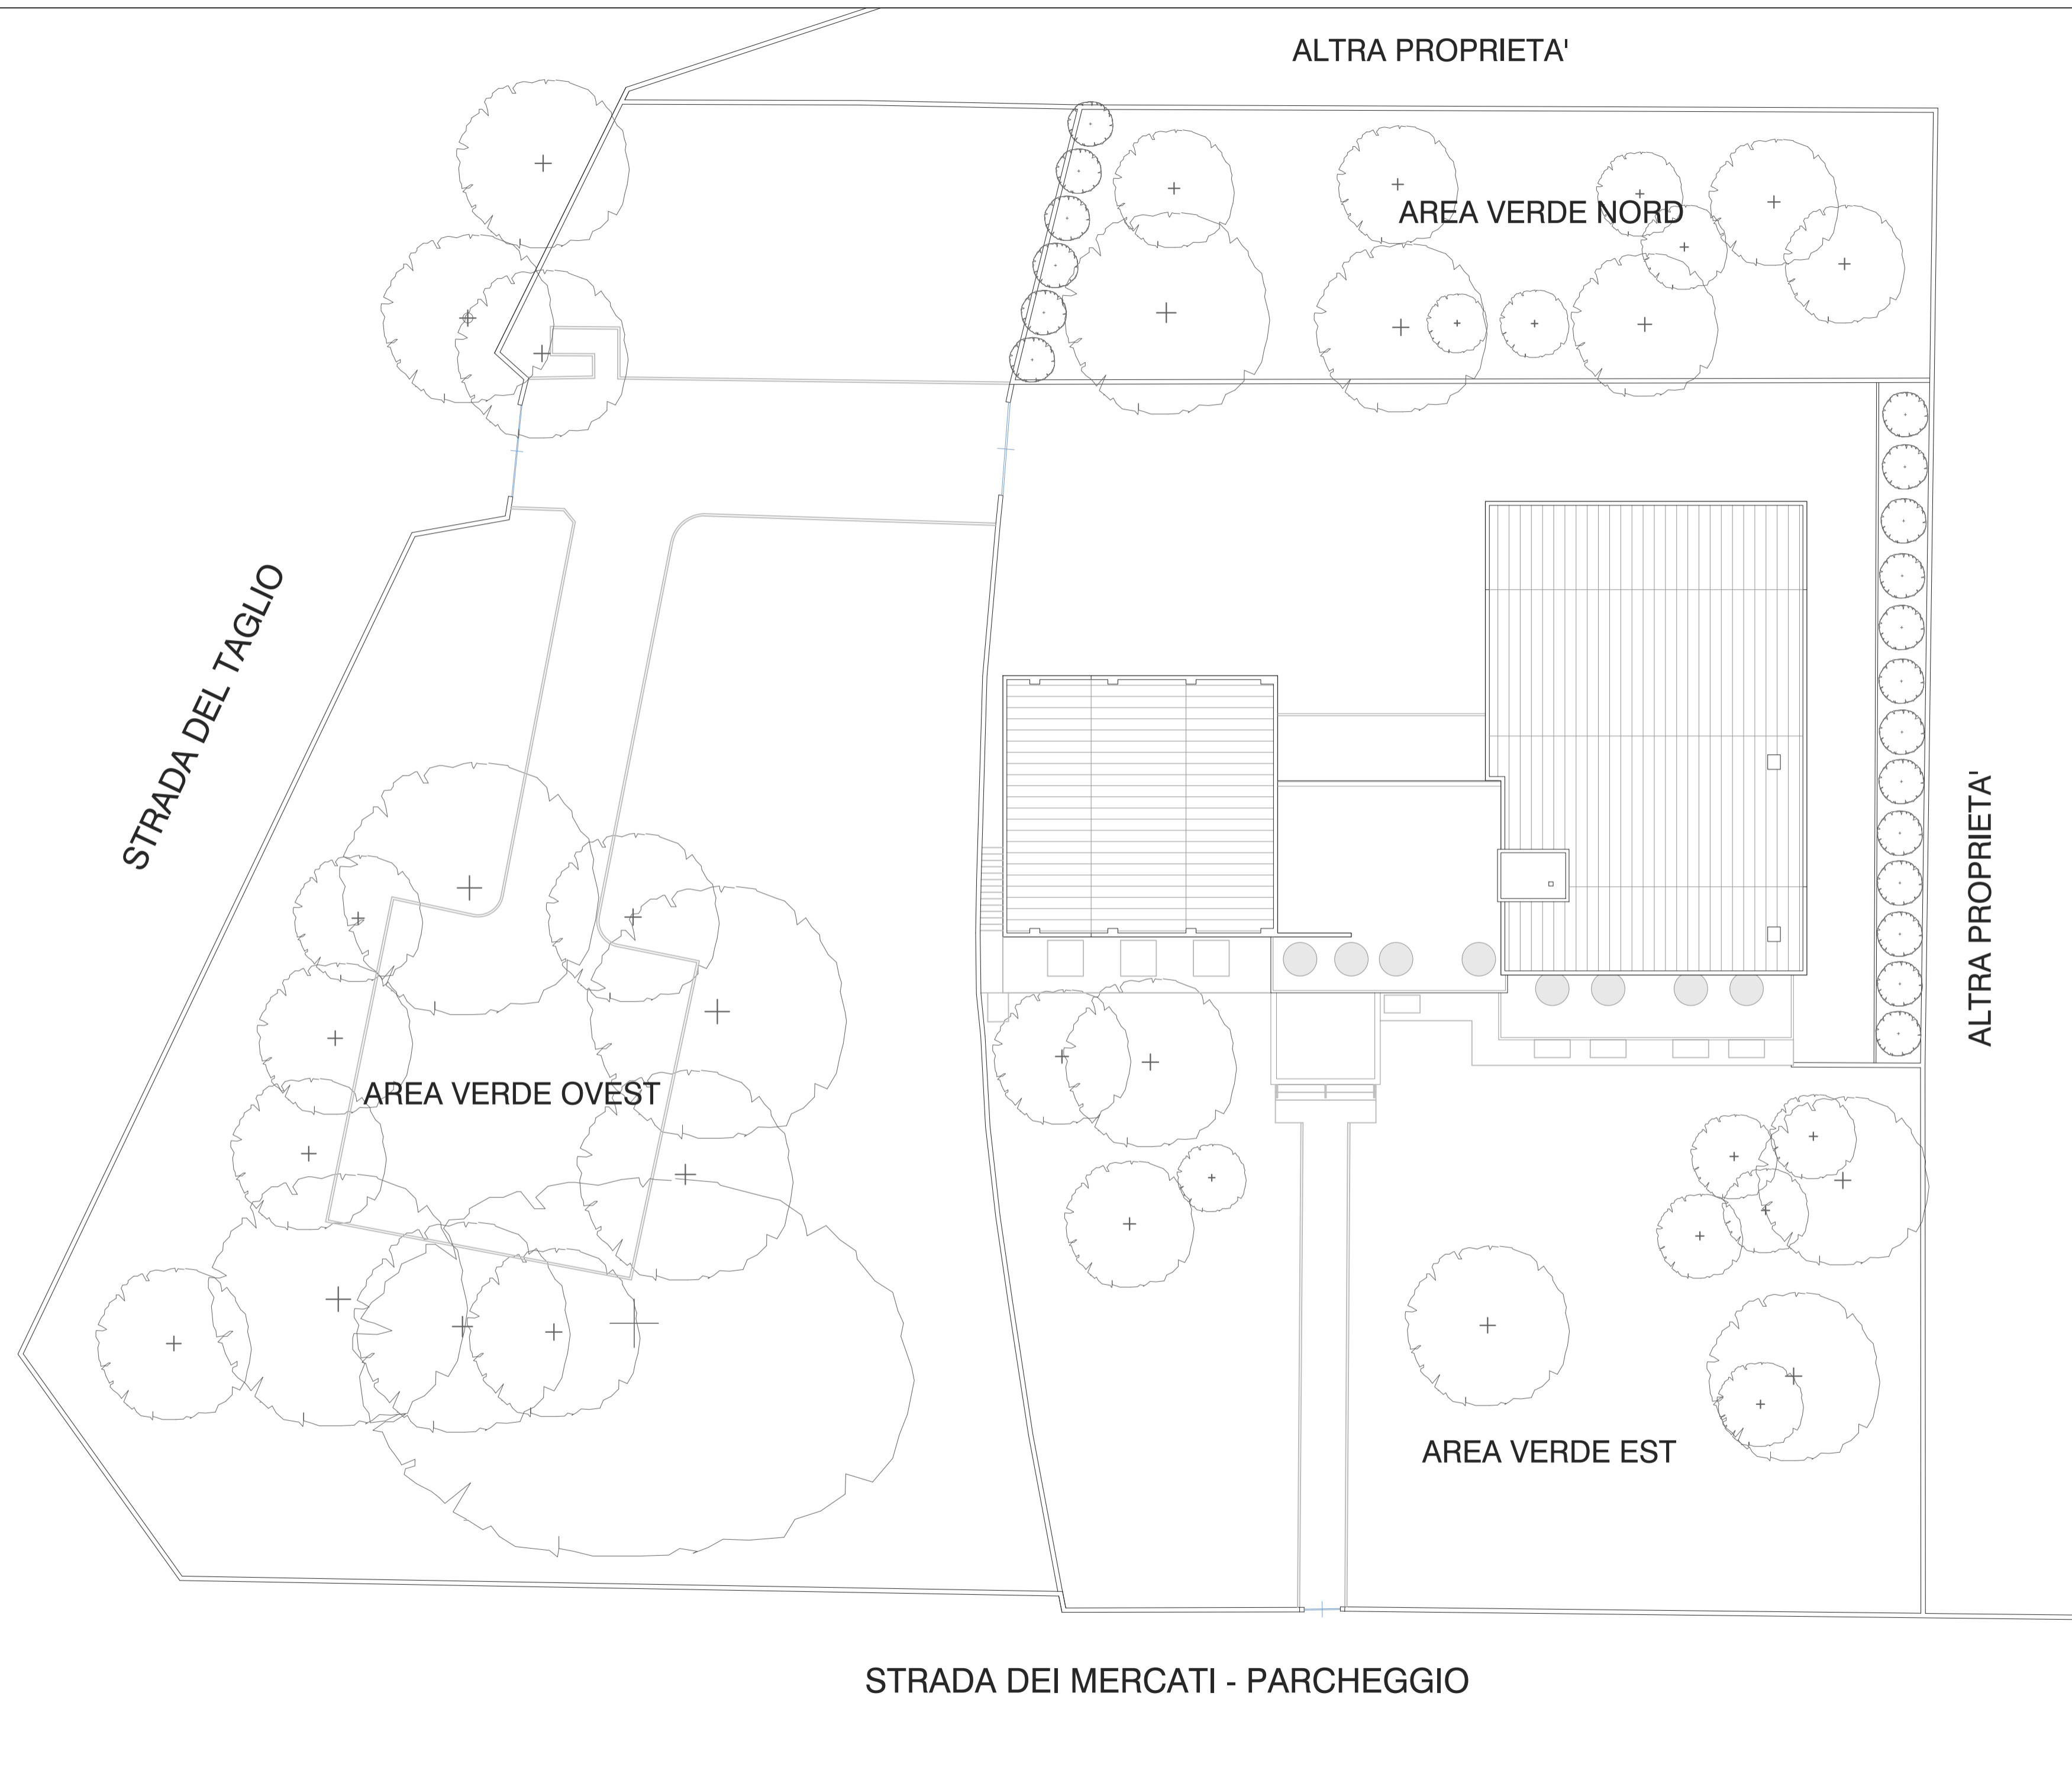 ALTRA PROPRIETA'
AREA VERDE NORD
STRADA DEL TAGLIO
ALTRA PROPRIETA'
AREA VERDE OVEST
AREA VERDE EST
STRADA DEI MERCATI - PARCHEGGIO